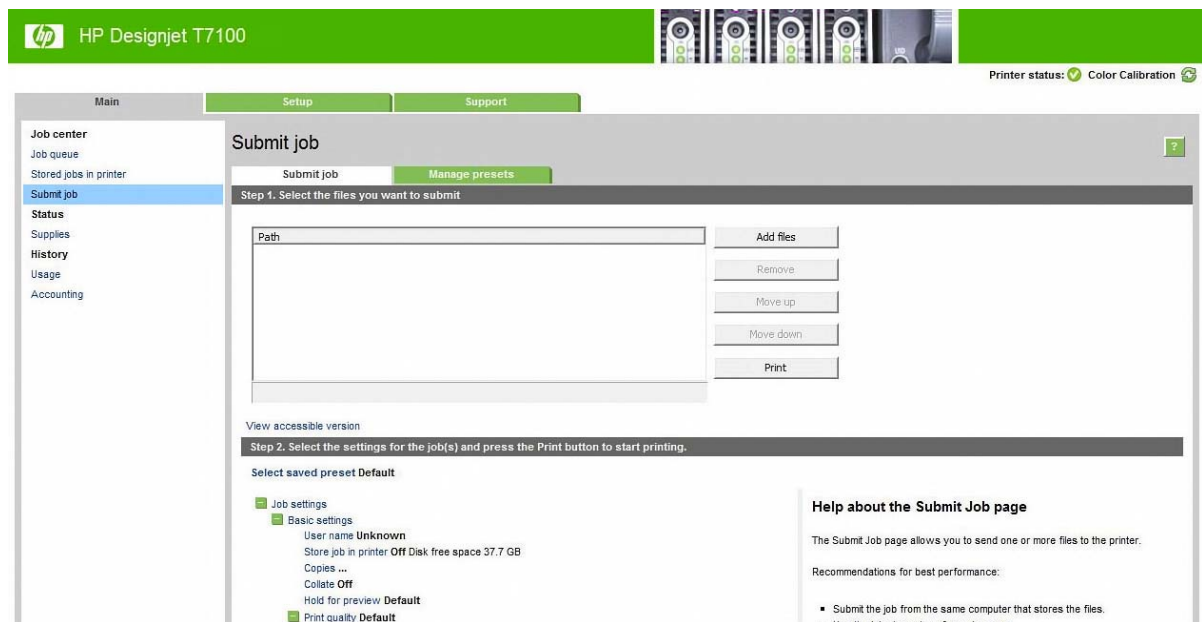 hp HP Designjet T7100
UID
Printer status: Color Calibration
Main Setup Support
Job center
Job queue
Stored jobs in printer
Submit job
Status
Supplies
History
Usage
Accounting
Submit job
?
Submit job Manage presets
Step 1. Select the files you want to submit
Path
Add files
Remove
Move up
Move down
Print
View accessible version
Step 2. Select the settings for the job(s) and press the Print button to start printing.
Select saved preset Default
Job settings
Basic settings
User name Unknown
Store job in printer Off Disk free space 37.7 GB
Copies ...
Collate Off
Hold for preview Default
Print quality Default
Help about the Submit Job page
The Submit Job page allows you to send one or more files to the printer.
Recommendations for best performance:
Submit the job from the same computer that stores the files.